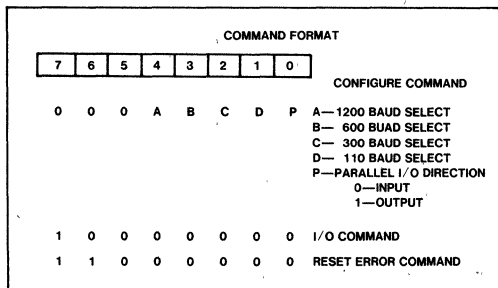 COMMAND FORMAT
7 6 5 4 3 2 1 0
CONFIGURE COMMAND
0 0 0 A B C D P A—1200 BAUD SELECT
B— 600 BUAD SELECT
C— 300 BAUD SELECT
D— 110 BAUD SELECT
P—PARALLEL I/O DIRECTION
0—INPUT
1—OUTPUT
1 0 0 0 0 0 0 0 I/O COMMAND
1 1 0 0 0 0 0 0 RESET ERROR COMMAND